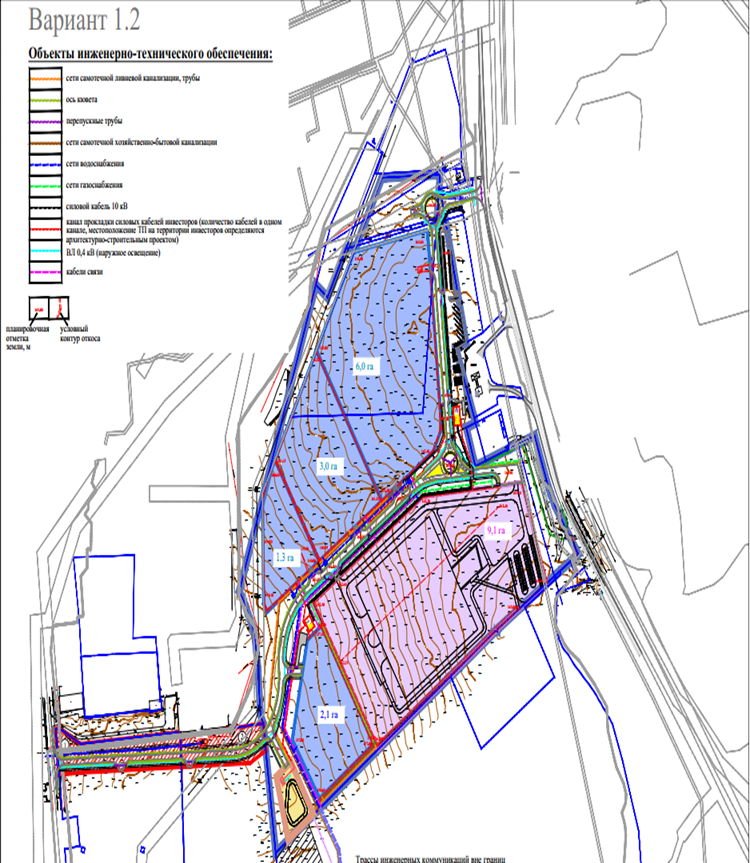 Вариант 1.2
Объекты инженерно-технического обеспечения:
сети самотечной ливневой канализации, трубы
ось кювета
перепускные трубы
сети самотечной хозяйственно-бытовой канализации
сети водоснабжения
сети газоснабжения
силовой кабель 10 кВ
канал прокладки силовых кабелей инвесторов (количество кабелей в одном
канале, местоположение ТП на территории инвесторов определяются
архитектурно-строительным проектом)
ВЛ 0,4 кВ (наружное освещение)
кабели связи
планировочная
отметка
земли, м
условный
контур откоса
6,0 га
3,0 га
9,1 га
1.3 га
2,1 га
Трассы инженерных коммуникаций вне границ